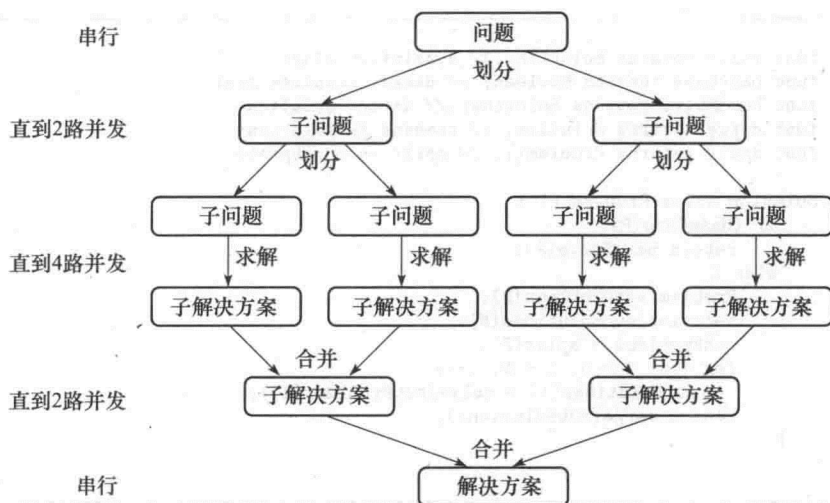 串行 问题
划分
直到2路并发 子问题 子问题
划分 划分
子问题 子问题 子问题 子问题
直到4路并发 求解 求解 求解 求解
子解决方案 子解决方案 子解决方案 子解决方案
合并 合并
直到2路并发 子解决方案 子解决方案
合并
串行 解决方案